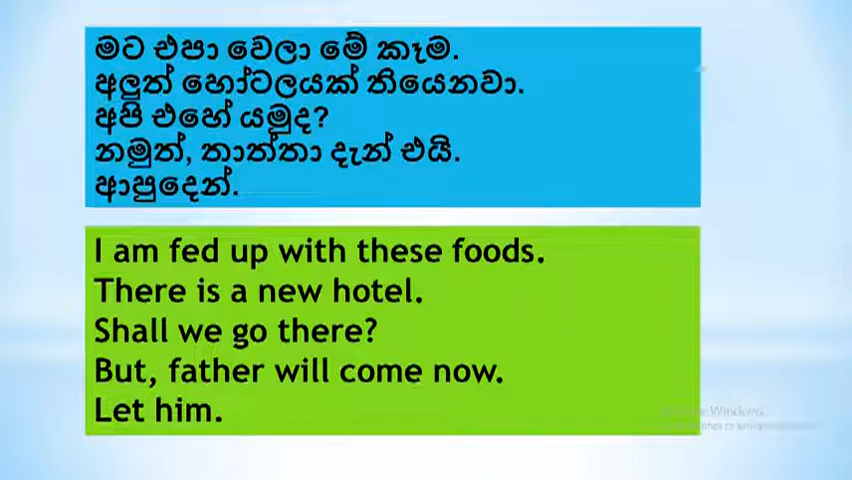 මට එපා වෙලා මේ කෑම.
අලුත් හෝටලයක් තියෙනවා.
අපි එහේ යමුද?
නමුත්, තාත්තා දැන් එයි.
ආපුදෙන්.
I am fed up with these foods.
There is a new hotel.
Shall we go there?
But, father will come now.
Let him.
Windows